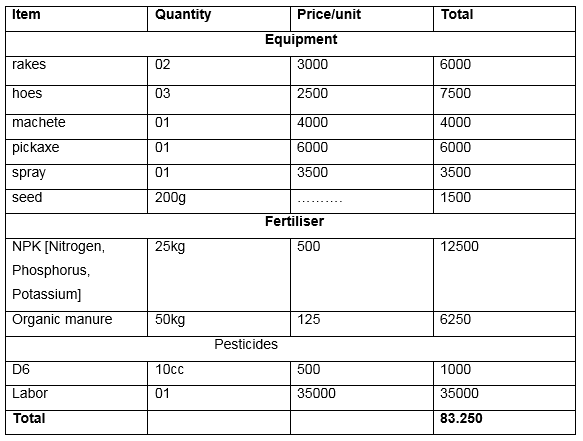 Item Quantity Price/unit Total
Equipment
rakes 02 3000 6000
hoes 03 2500 7500
machete 01 4000 4000
pickaxe 01 6000 6000
spray 01 3500 3500
seed 200g ………. 1500
Fertiliser
NPK [Nitrogen, 25kg 500 12500
Phosphorus,
Potassium]
Organic manure 50kg 125 6250
Pesticides
D6 10cc 500 1000
Labor 01 35000 35000
Total 83.250